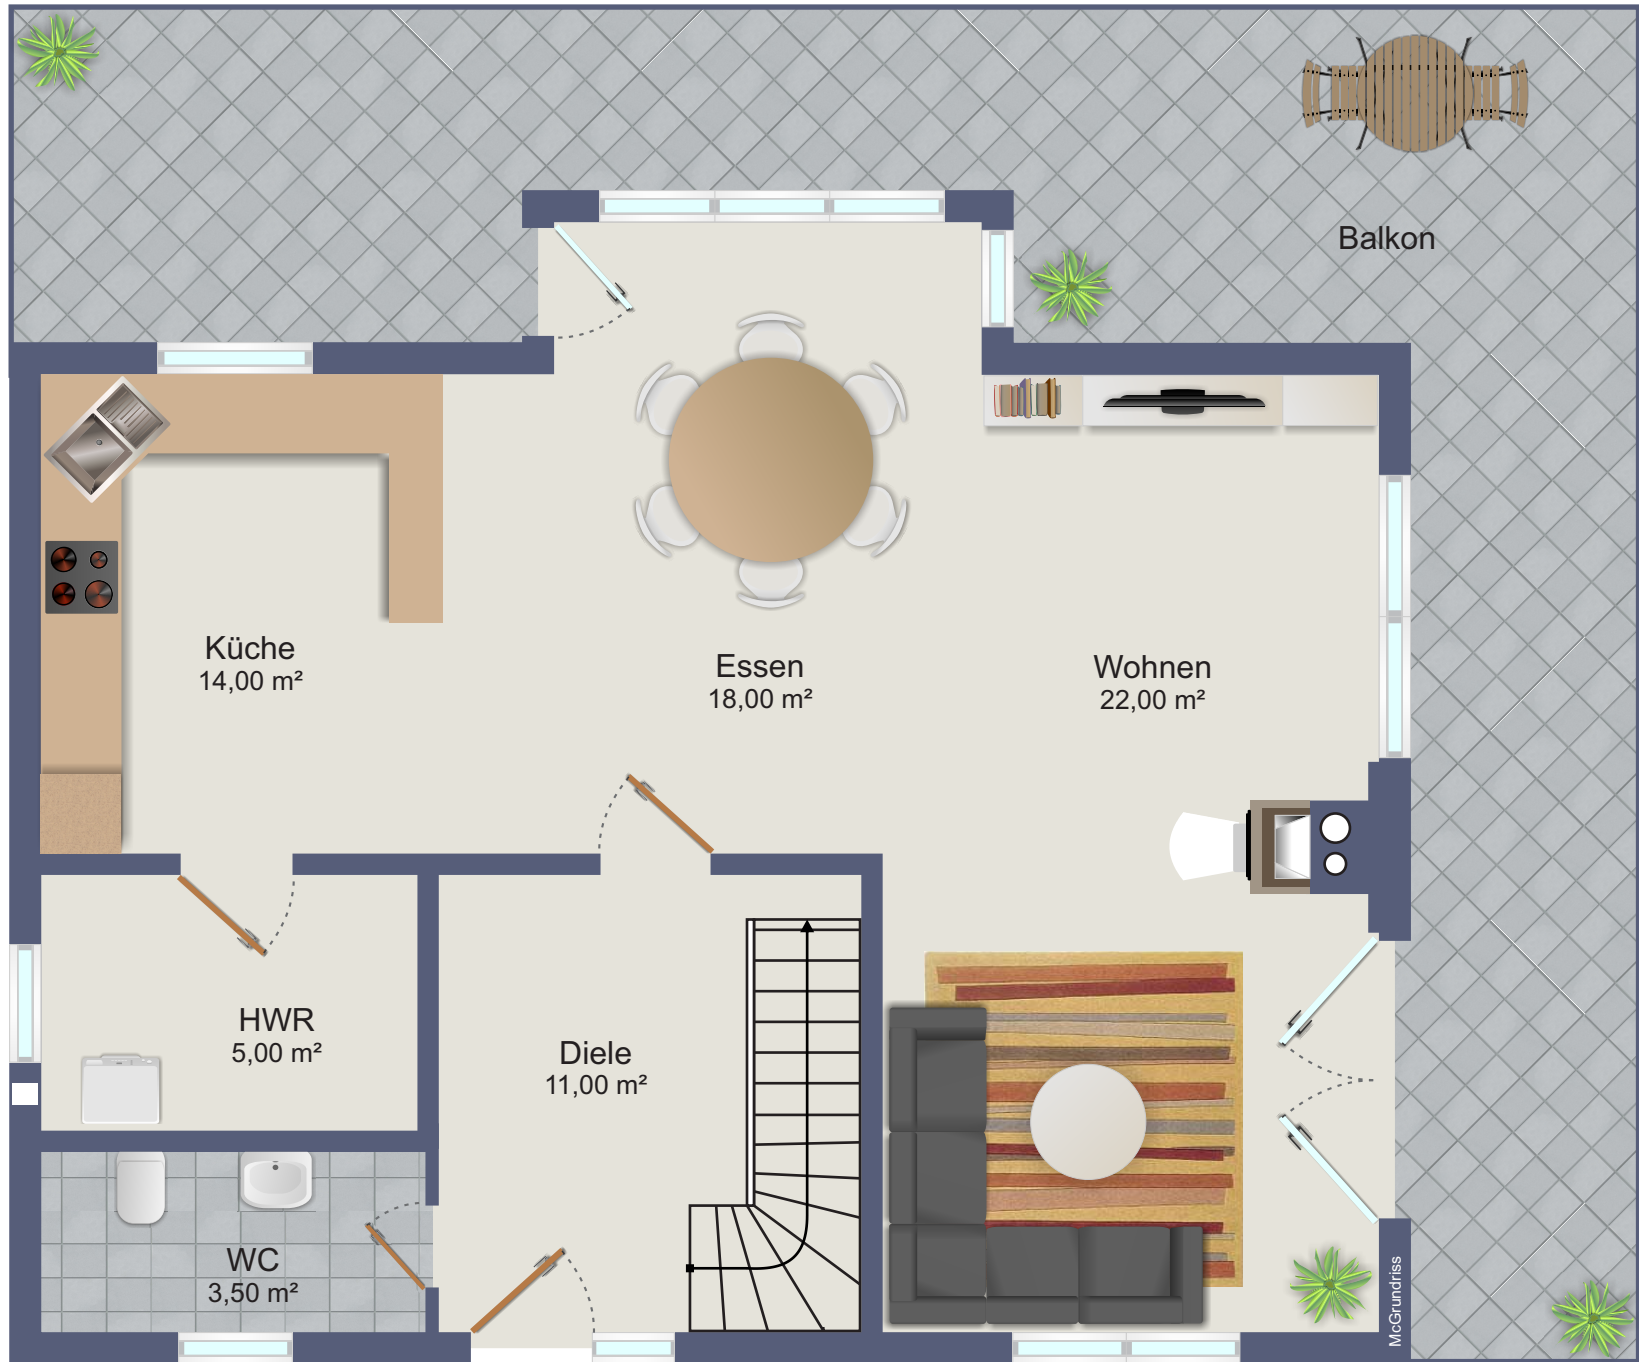 Balkon
Küche
14,00 m²
Essen
18,00 m²
Wohnen
22,00 m²
HWR
5,00 m²
Diele
11,00 m²
WC
3,50 m²
McGrundriss